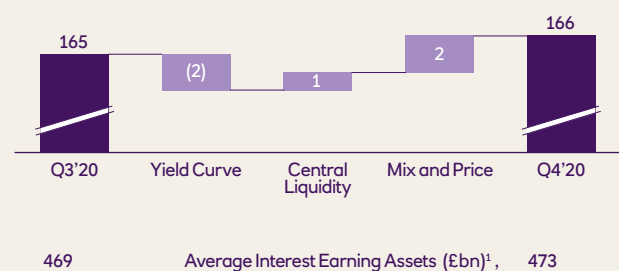 166
165
(2)
1
2
Q3'20 Yield Curve Central Liquidity Mix and Price Q4'20
469 Average Interest Earning Assets (£bn)¹ , 473